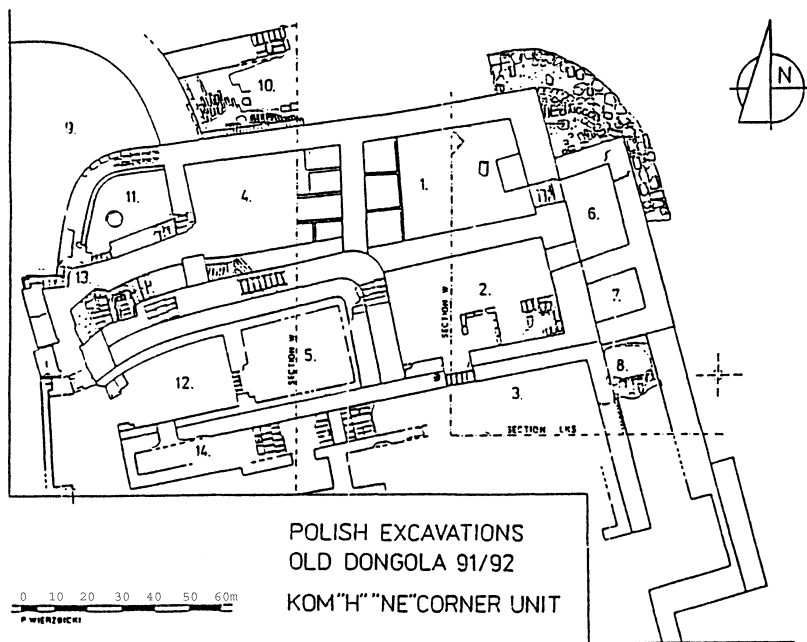 N
10.
9.
11.
4.
1.
6.
13.
2.
7.
SECTION W
SECTION W
5.
8.
12.
3.
14.
SECTION LKS
POLISH EXCAVATIONS
OLD DONGOLA 91/92
KOM"H" "NE"CORNER UNIT
0 10 20 30 40 50 60m
P WIERZBICKI